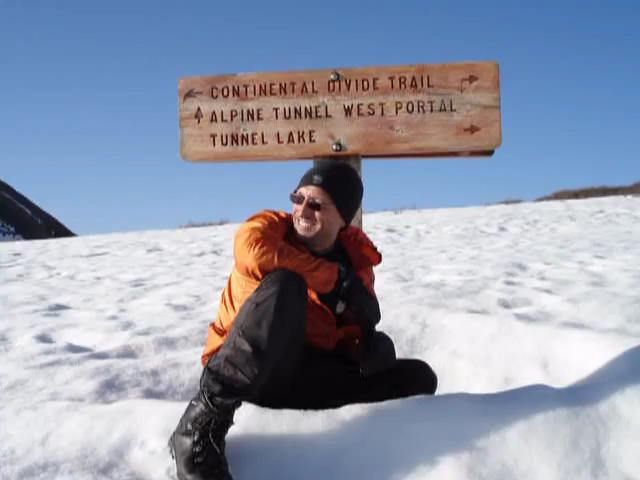 CONTINENTAL DIVIDE TRAIL
ALPINE TUNNEL WEST PORTAL
TUNNEL LAKE